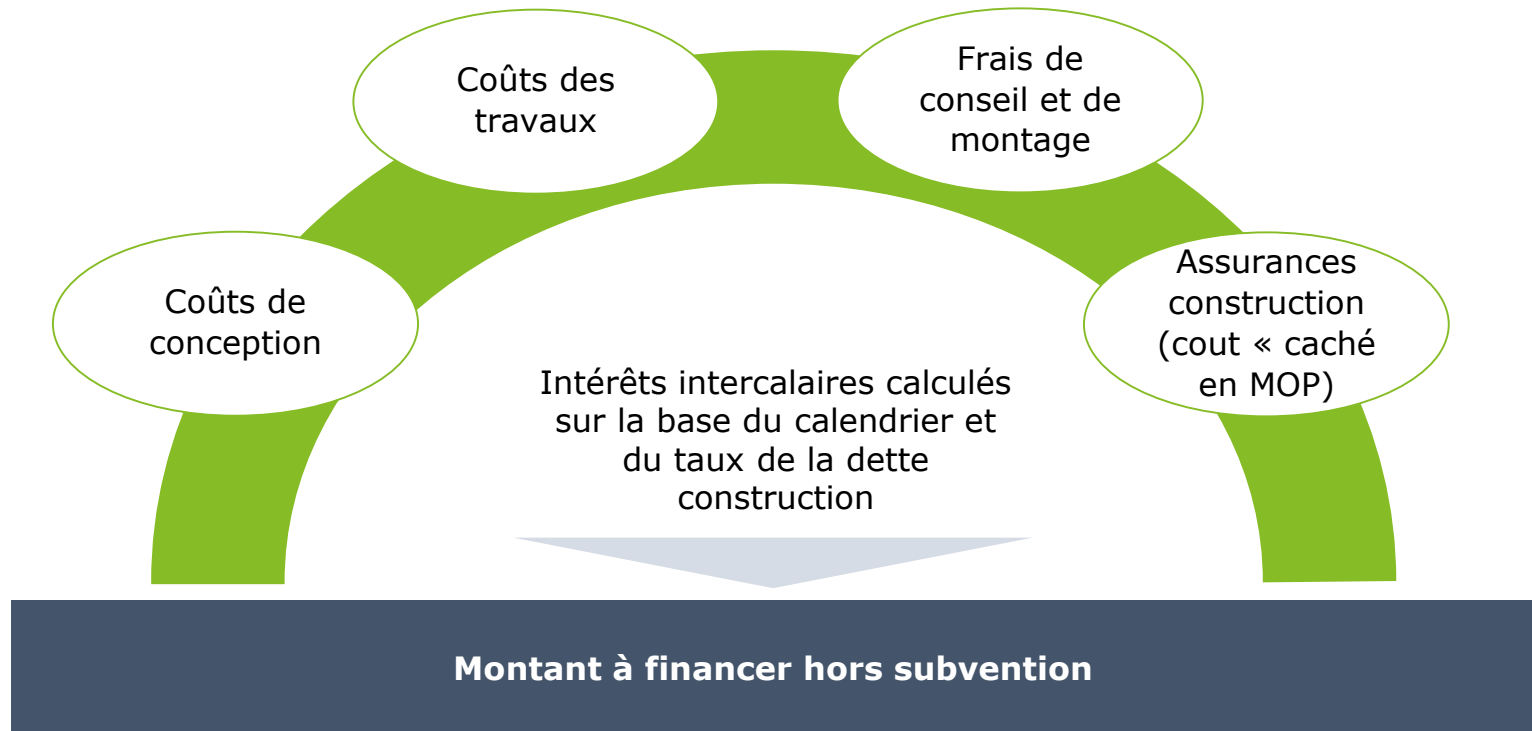 Coûts des
travaux
Frais de
conseil et de
montage
Coûts de
conception
Assurances
construction
(cout « caché
en MOP)
Intérêts intercalaires calculés
sur la base du calendrier et
du taux de la dette
construction
Montant à financer hors subvention